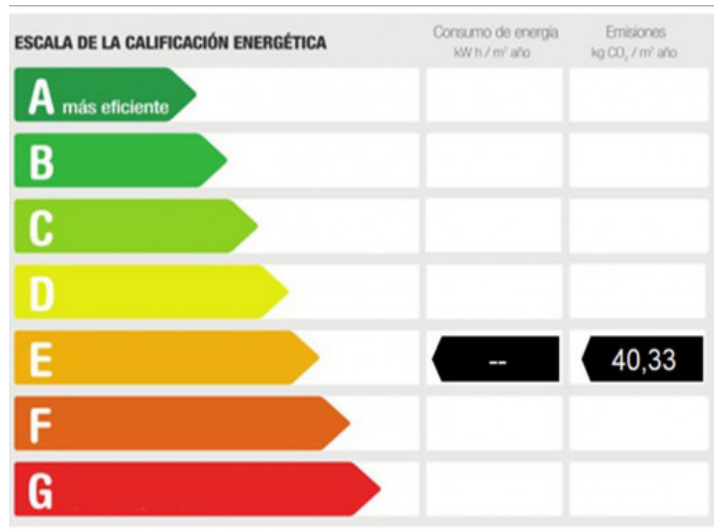 ESCALA DE LA CALIFICACIÓN ENERGÉTICA
Consumo de energía
kW h / m² año
Emisiones
kg CO₂ / m² año
A más eficiente
B
C
D
E
-- 40,33
F
G